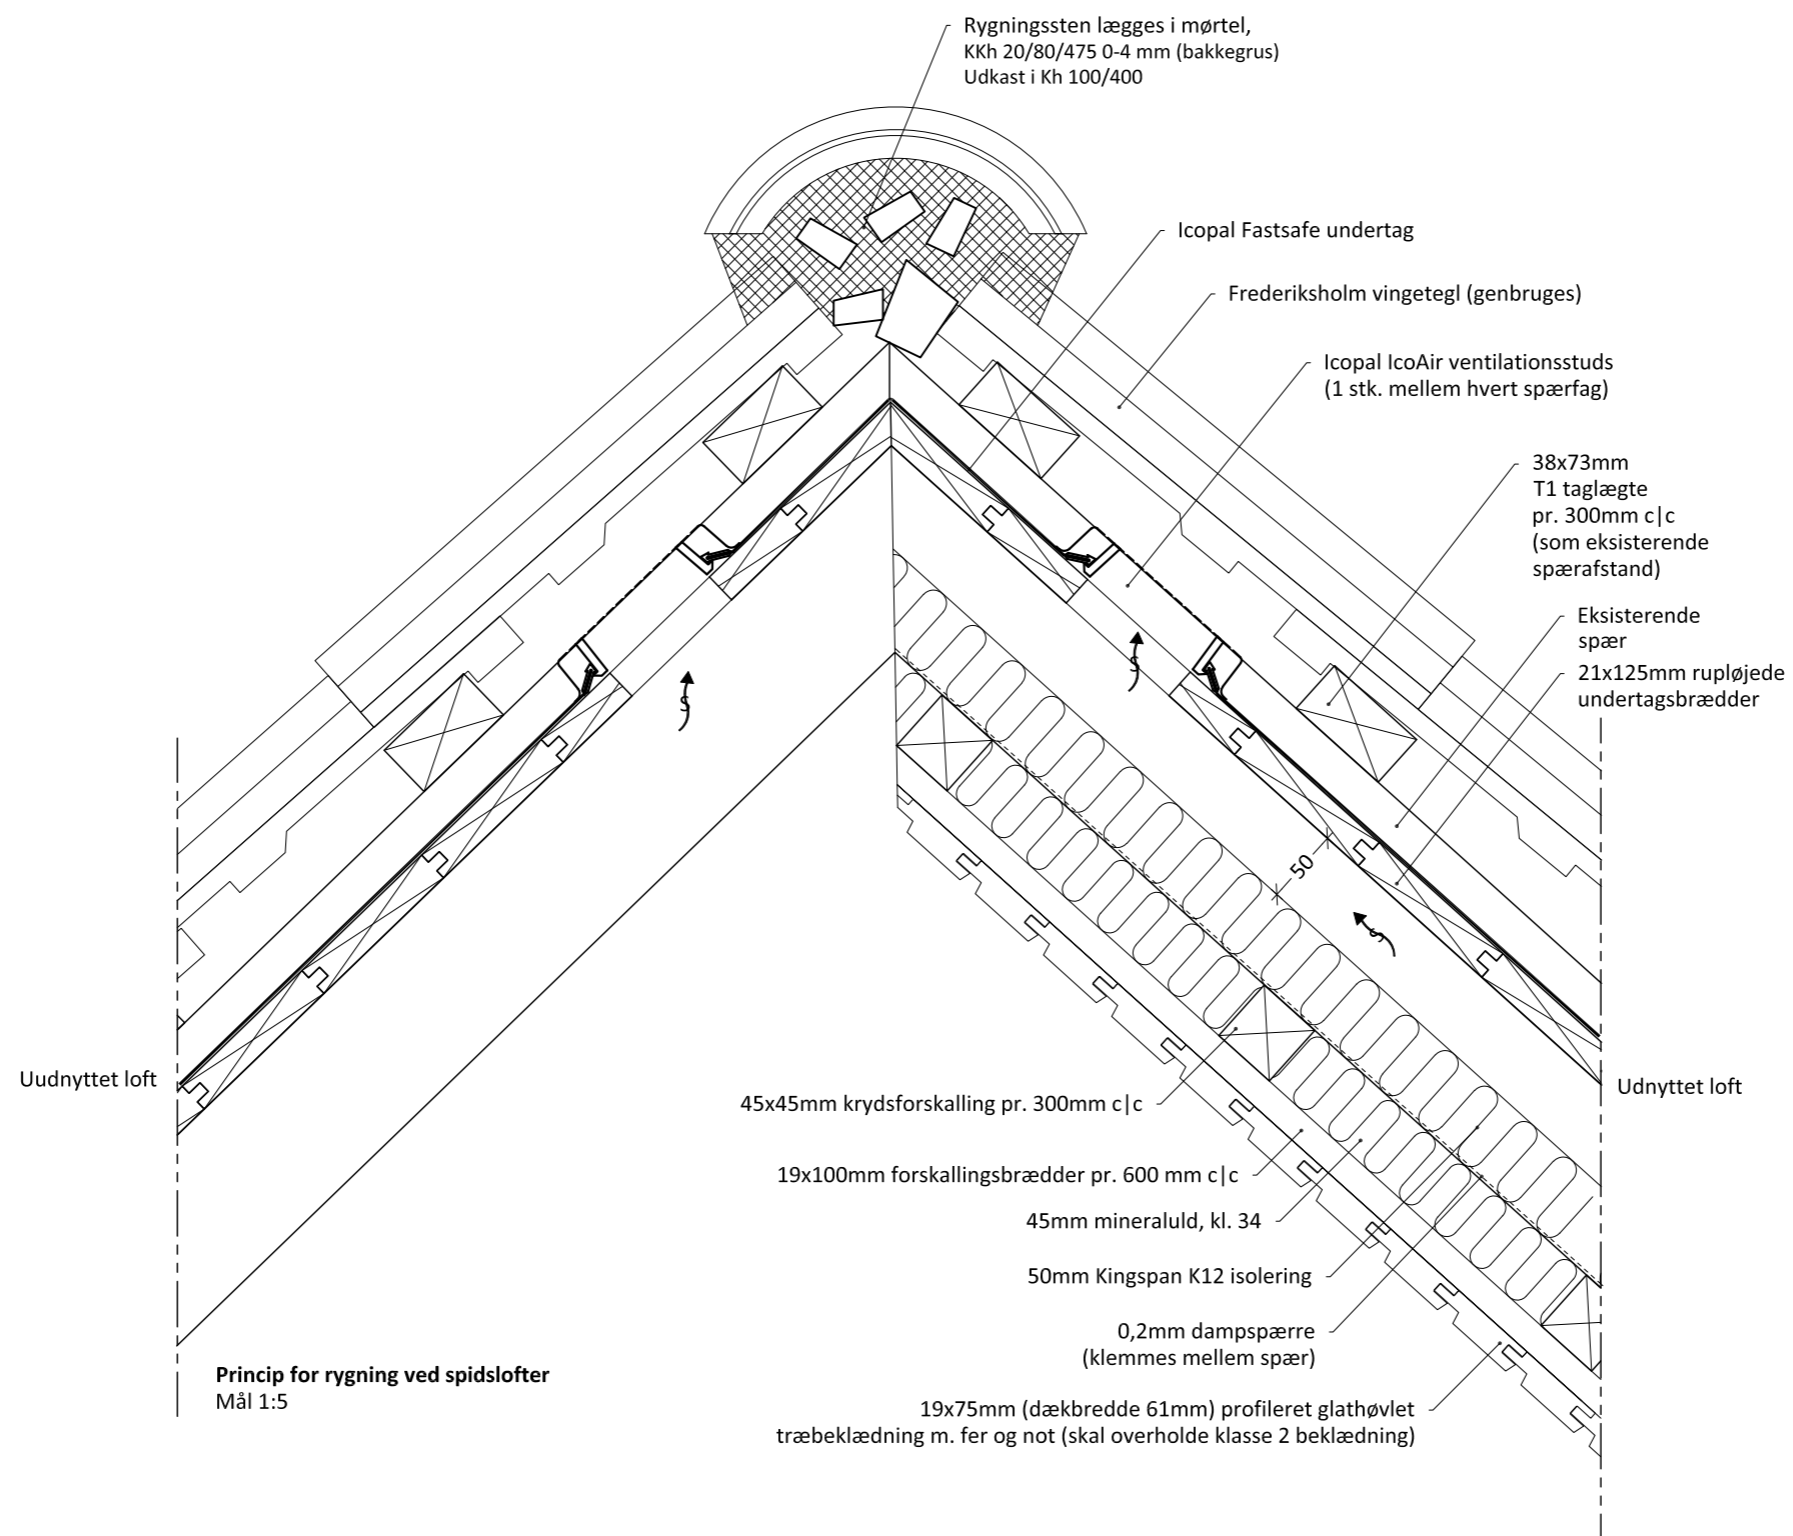 Rygningssten lægges i mørtel,
KKh 20/80/475 0-4 mm (bakkegrus)
Udkast i Kh 100/400
Icopal Fastsafe undertag
Frederiksholm vingetegl (genbruges)
Icopal IcoAir ventilationsstuds
(1 stk. mellem hvert spærfag)
38x73mm
T1 taglægte
pr. 300mm c|c
(som eksisterende
spærafstand)
Eksisterende
spær
21x125mm rupløjede
undertagsbrædder
S
S
50
S
Uudnyttet loft
Udnyttet loft
45x45mm krydsforskalling pr. 300mm c|c
19x100mm forskallingsbrædder pr. 600 mm c|c
45mm mineraluld, kl. 34
50mm Kingspan K12 isolering
0,2mm dampspærre
(klemmes mellem spær)
19x75mm (dækbredde 61mm) profileret glathøvlet
træbeklædning m. fer og not (skal overholde klasse 2 beklædning)
Princip for rygning ved spidslofter
Mål 1:5